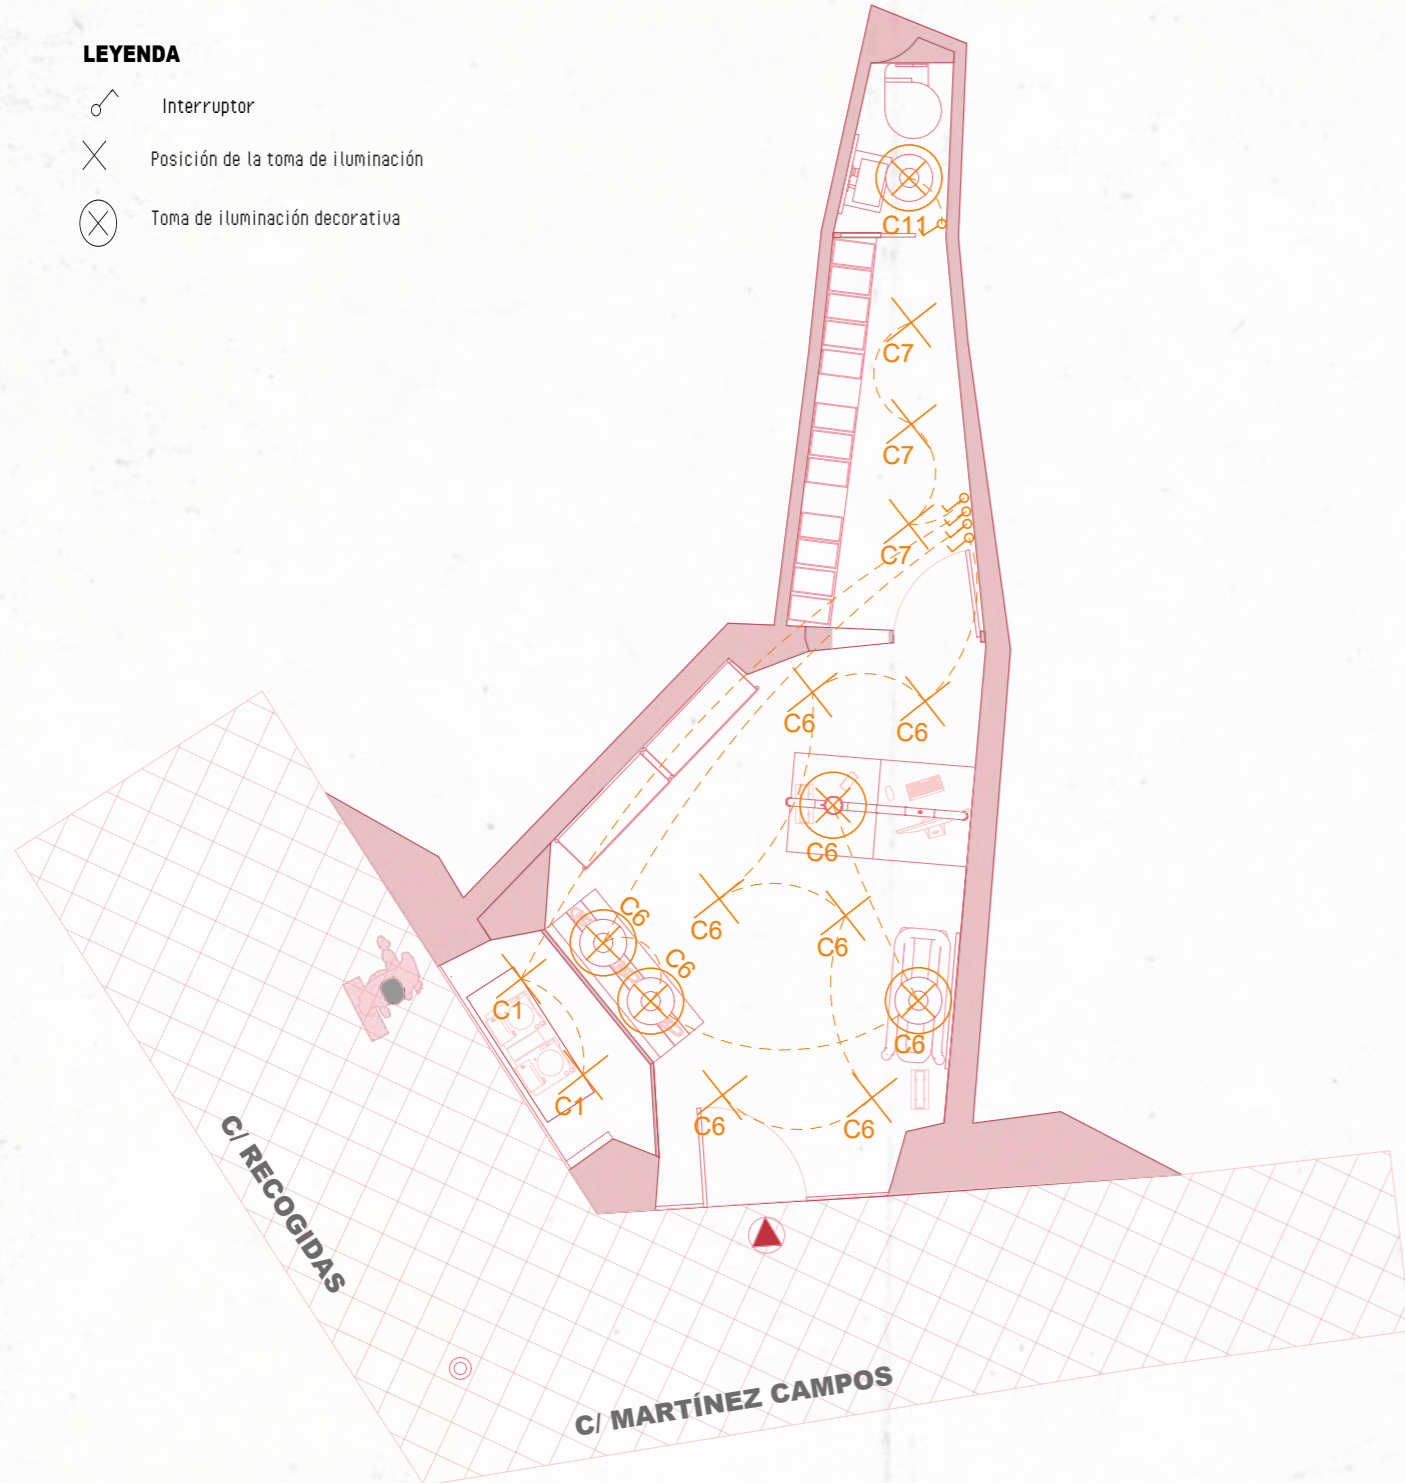 LEYENDA
Interruptor
Posición de la toma de iluminación
Toma de iluminación decorativa
C11
C7
C7
C7
C6
C6
C6
C6
C6
C6
C6
C1
C6
C1
C6
C6
C/ RECOGIDAS
C/ MARTÍNEZ CAMPOS